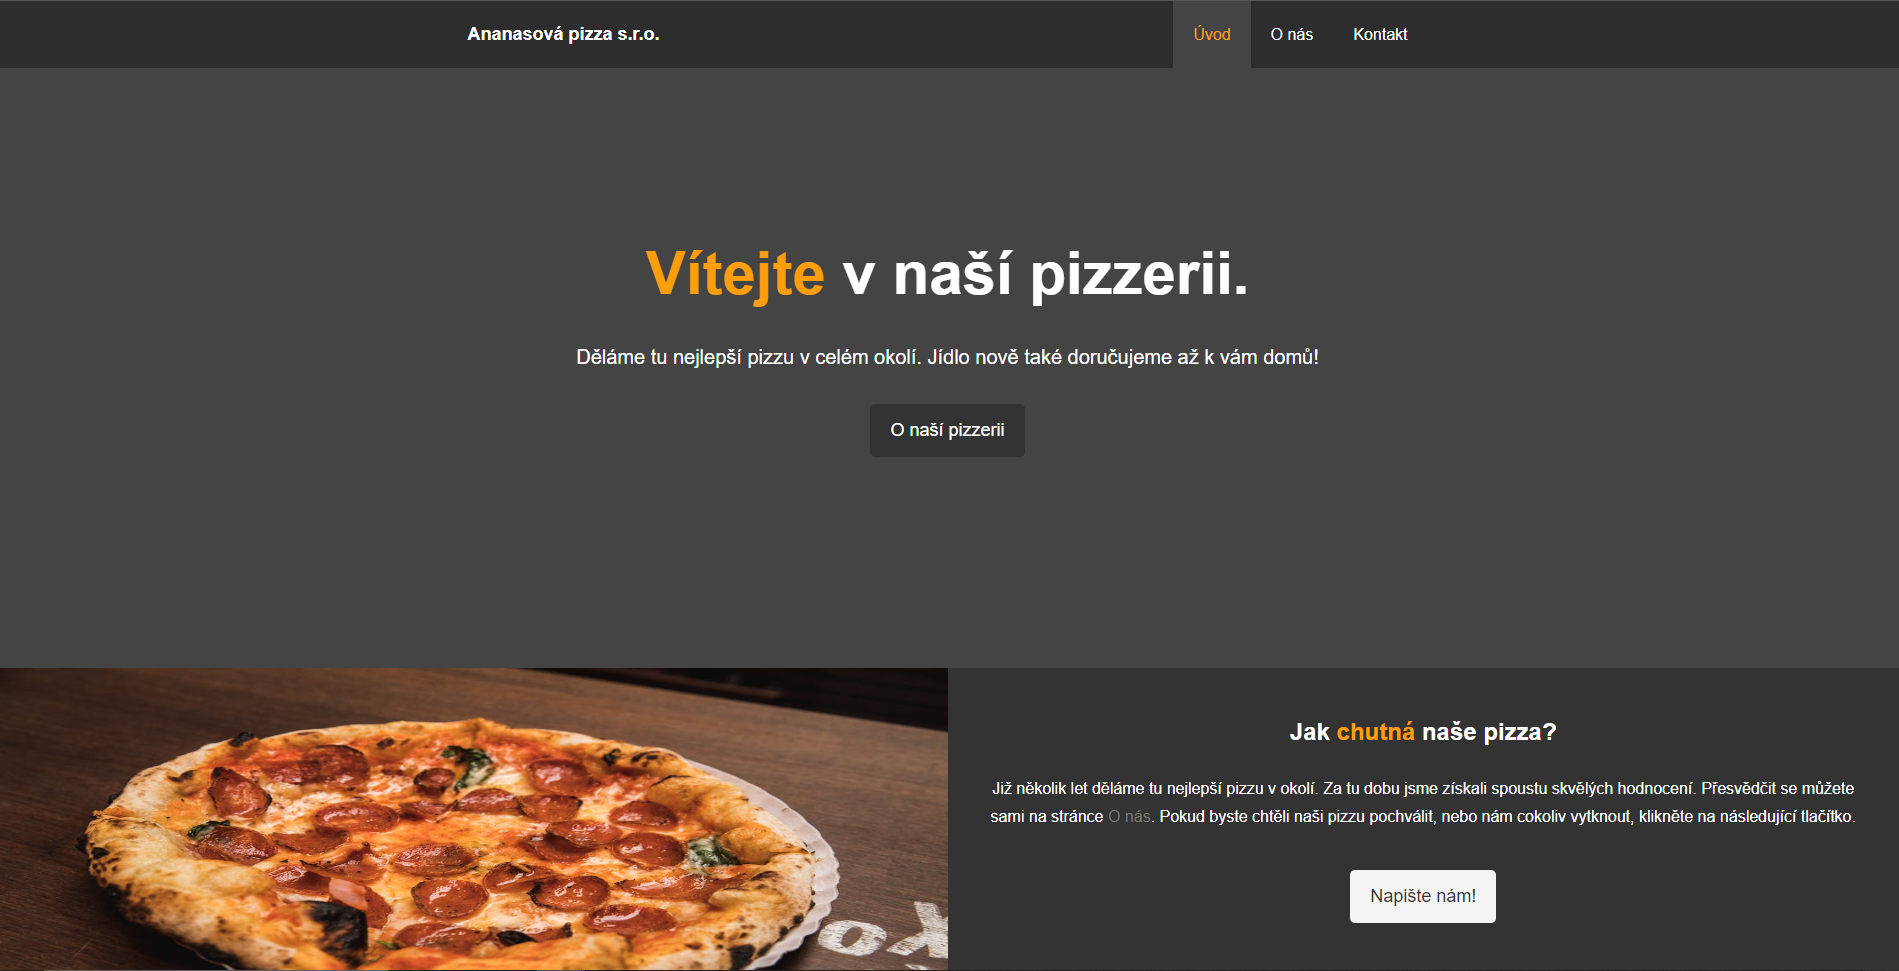 Ananasová pizza s.r.o.
Úvod
O nás
Kontakt
Vítejte v naší pizzerii.
Děláme tu nejlepší pizzu v celém okolí. Jídlo nově také doručujeme až k vám domů!
O naší pizzerii
Jak chutná naše pizza?
Již několik let děláme tu nejlepší pizzu v okolí. Za tu dobu jsme získali spoustu skvělých hodnocení. Přesvědčit se můžete
sami na stránce O nás. Pokud byste chtěli naši pizzu pochválit, nebo nám cokoliv vytknout, klikněte na následující tlačítko.
Napište nám!